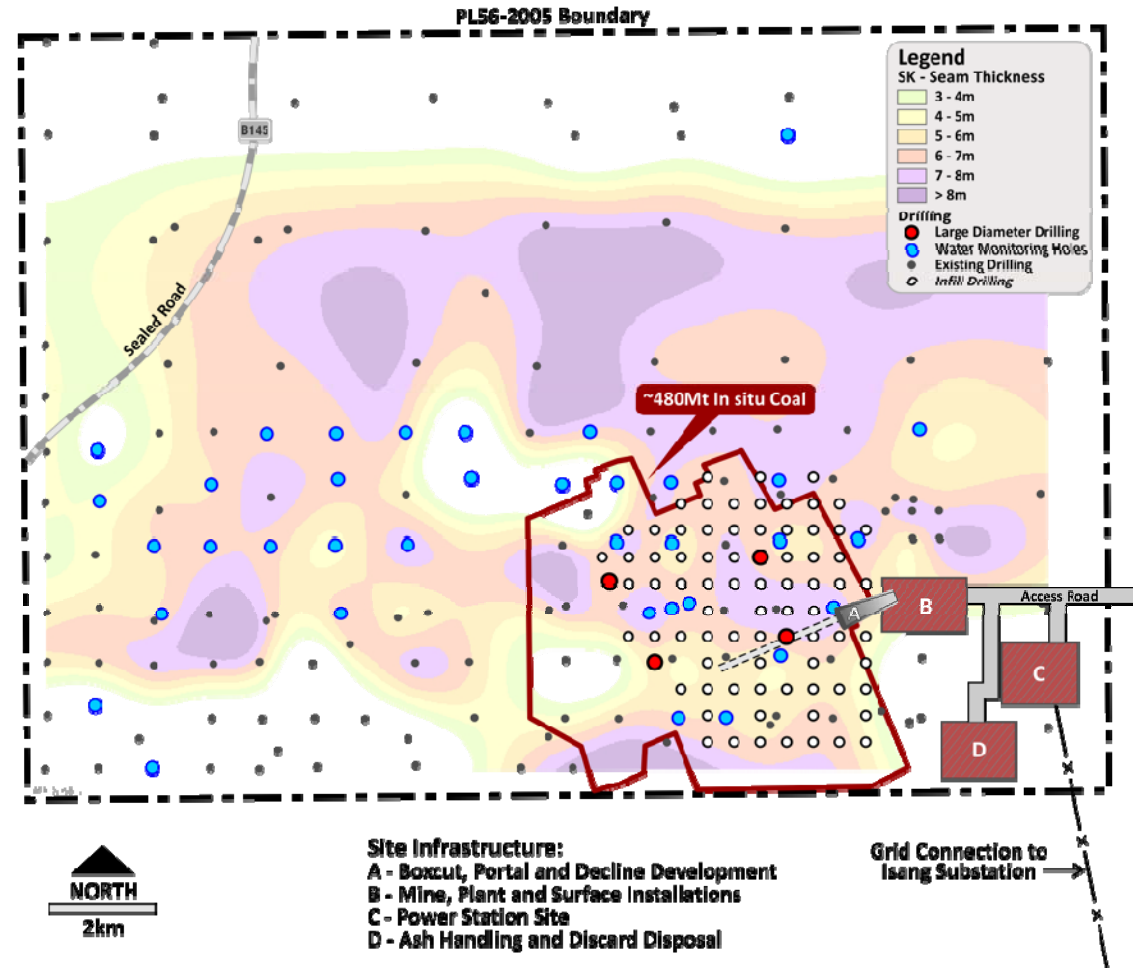 PL56-2005 Boundary
Legend
SK - Seam Thickness
3 - 4m
4 - 5m
5 - 6m
6 - 7m
7 - 8m
> 8m
Drilling
Large Diameter Drilling
Water Monitoring Holes
Existing Drilling
Infill Drilling
B145
Sealed Road
~480Mt In situ Coal
A
B
Access Road
C
D
NORTH
2km
Site Infrastructure:
A - Boxcut, Portal and Decline Development
B - Mine, Plant and Surface Installations
C - Power Station Site
D - Ash Handling and Discard Disposal
Grid Connection to
Isang Substation